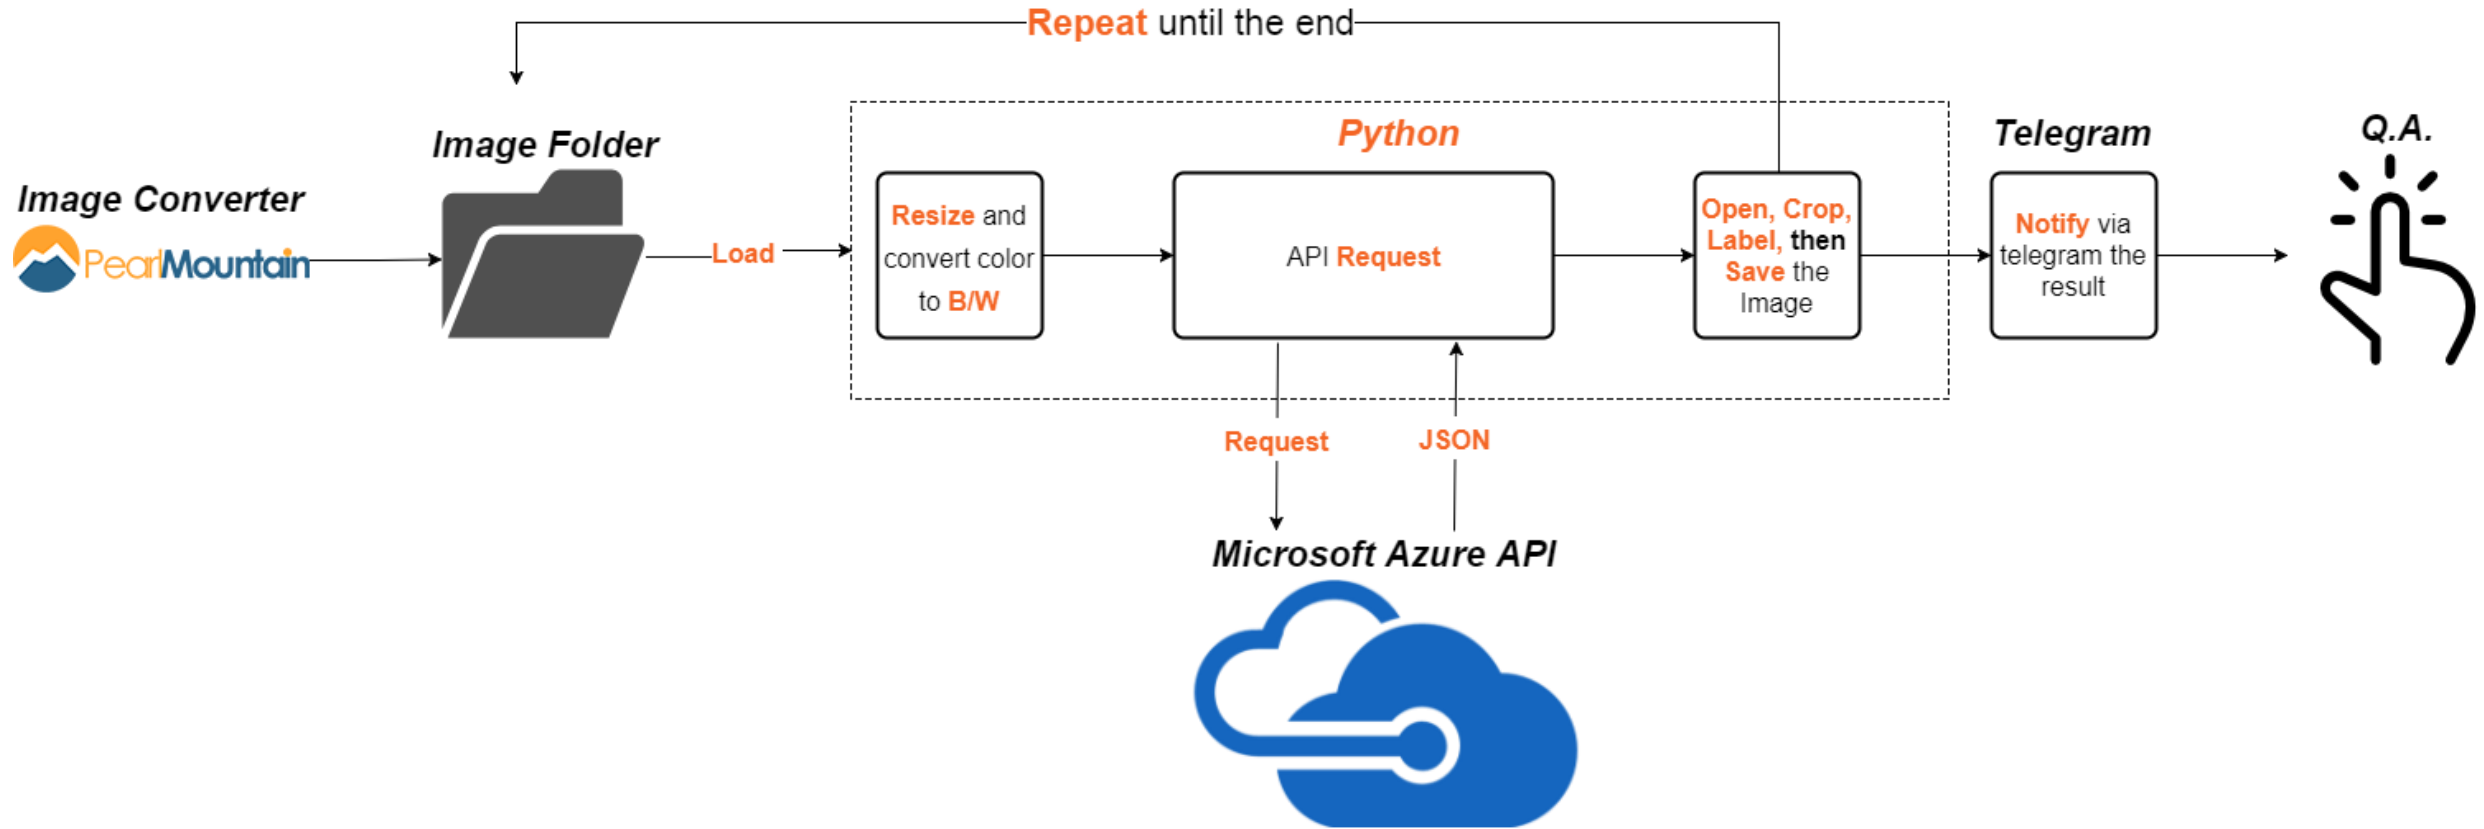 Repeat until the end
Image Converter
PearlMountain
Image Folder
Load
Python
Resize and
convert color
to B/W
API Request
Open, Crop,
Label, then
Save the
Image
Telegram
Notify via
telegram the
result
Q.A.
Request
JSON
Microsoft Azure API